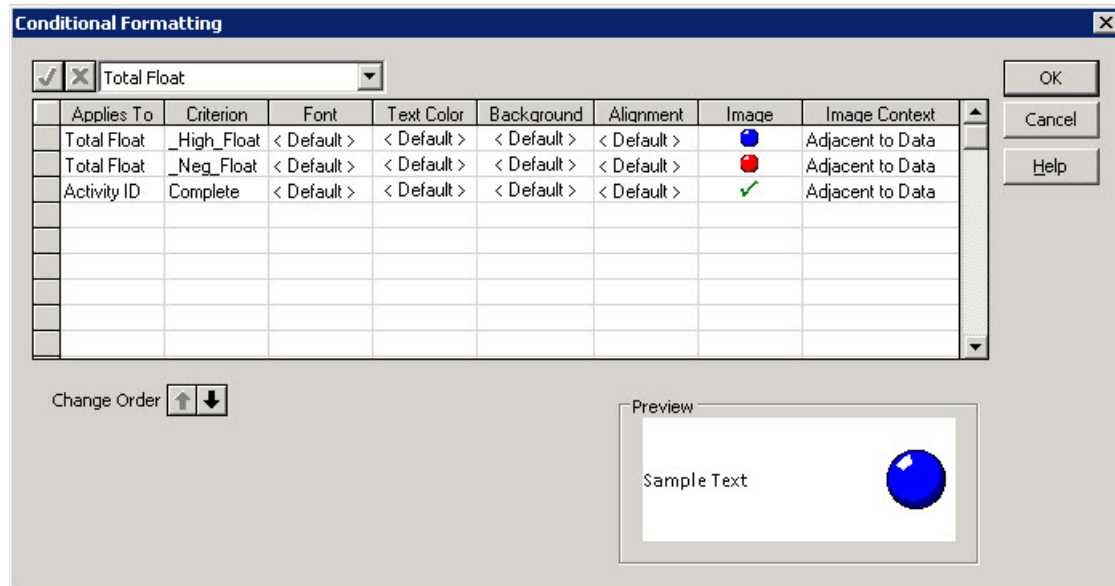 Conditional Formatting
Total Float
OK
Applies To Criterion Font Text Color Background Alignment Image Image Context
Cancel
Total Float _High_Float < Default > < Default > < Default > < Default > Adjacent to Data
Total Float _Neg_Float < Default > < Default > < Default > < Default > Adjacent to Data
Help
Activity ID Complete < Default > < Default > < Default > < Default > Adjacent to Data
Change Order
Preview
Sample Text